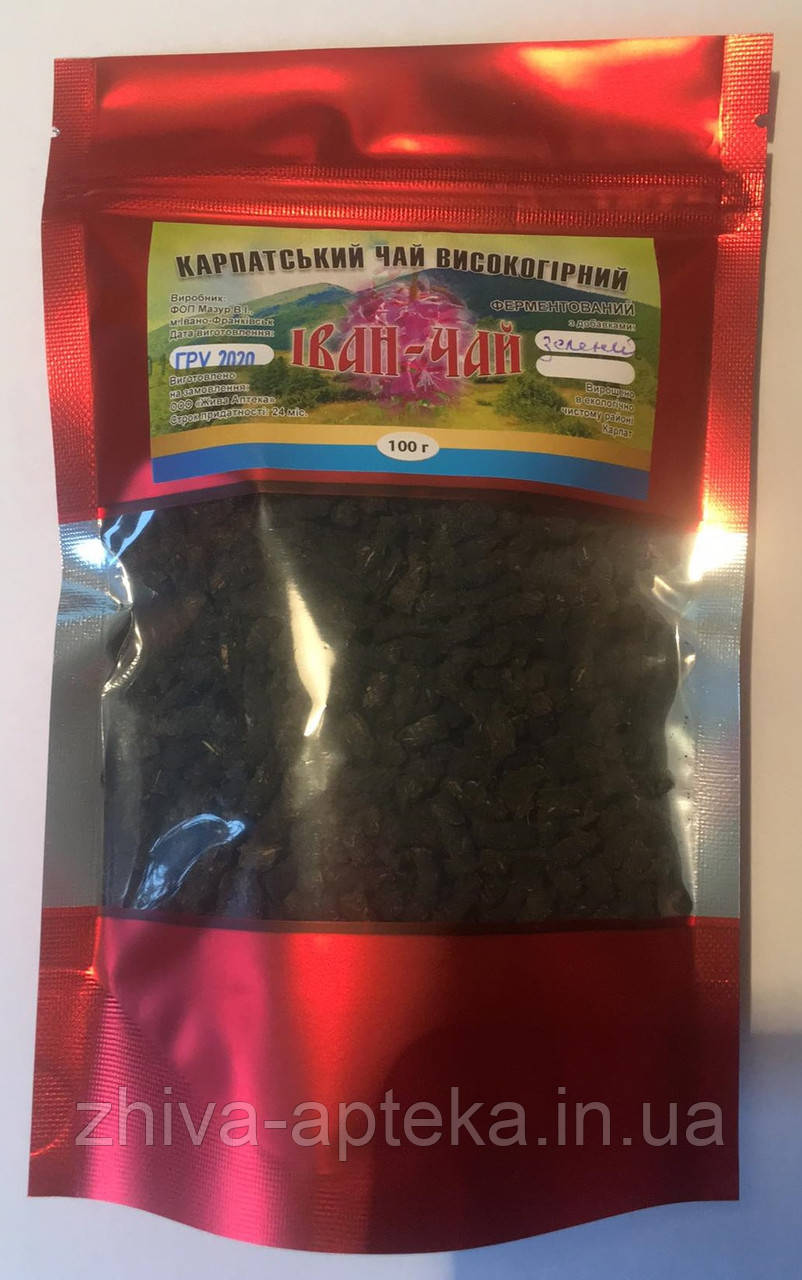 КАРПАТСЬКИЙ ЧАЙ ВИСОКОГІРНИЙ
Виробник:
ФОП Мазур В.І.
м.Івано-Франківськ
Дата виготовлення:
ГРУ 2020
Виготовлено
на замовлення:
ООО «Жива Аптека»
Строк придатності: 24 міс.
ІВАН-ЧАЙ
ФЕРМЕНТОВАНИЙ
з добавками:
зелений
Вирощено
в екологічно
чистому районі
Карпат
100 г
zhiva-apteka.in.ua